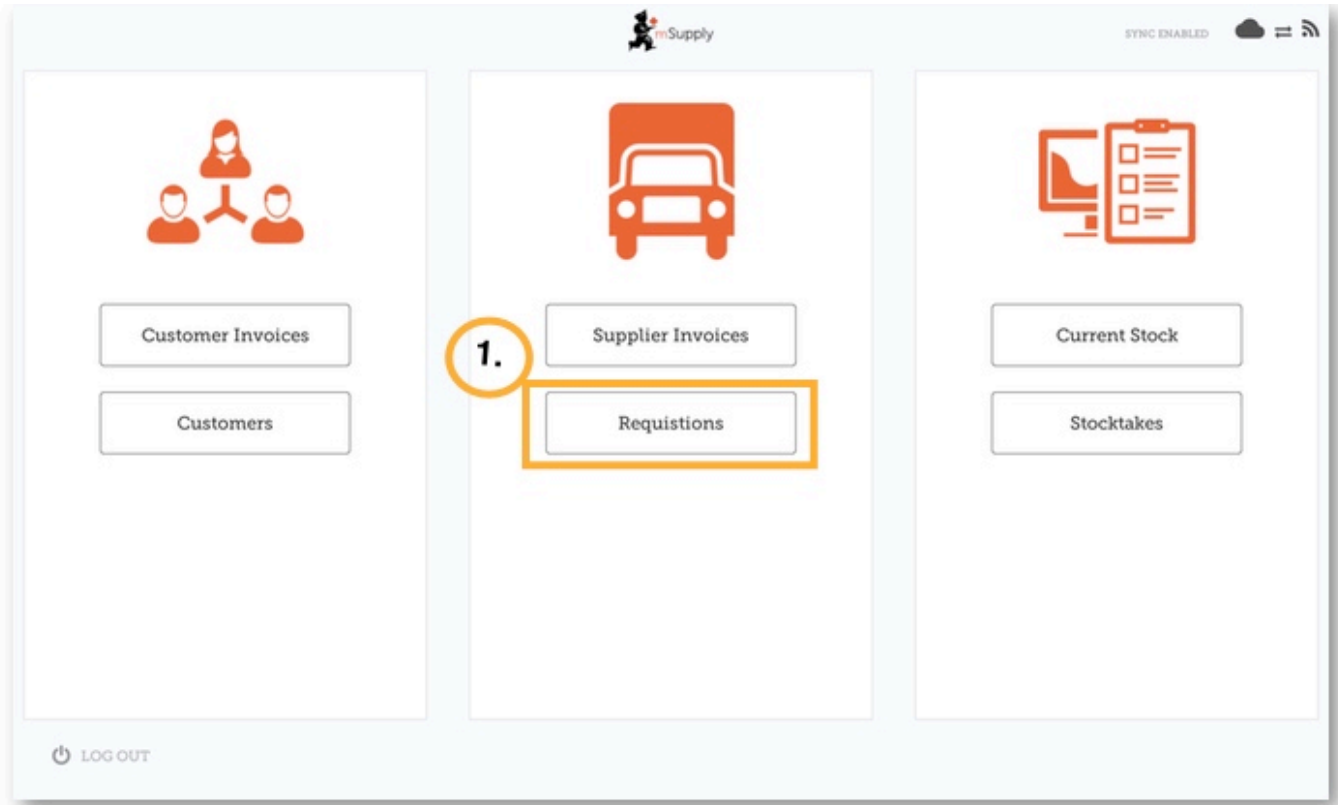 mSupply
SYNC ENABLED
Customer Invoices
Customers
1.
Supplier Invoices
Requistions
Current Stock
Stocktakes
LOG OUT